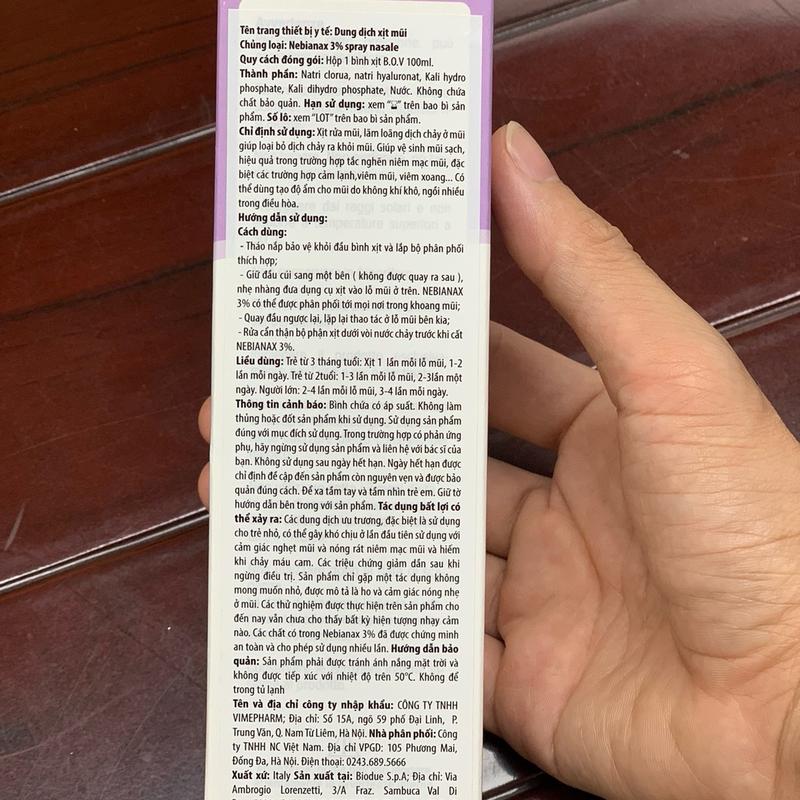 Tên trang thiết bị y tế: Dung dịch xịt mũi
Chủng loại: Nebianax 3% spray nasale
Quy cách đóng gói: Hộp 1 bình xịt B.O.V 100ml.
Thành phần: Natri clorua, natri hyaluronat, Kali hydro
phosphate, Kali dihydro phosphate, Nước. Không chứa
chất bảo quản. Hạn sử dụng: xem “⌛” trên bao bì sản
phẩm. Số lô: xem “LOT” trên bao bì sản phẩm.
Chỉ định sử dụng: Xịt rửa mũi, lãm loãng dịch chảy ở mũi
giúp loại bỏ dịch chảy ra khỏi mũi. Giúp vệ sinh mũi sạch,
hiệu quả trong trường hợp tắc nghẽn niêm mạc mũi, đặc
biệt các trường hợp cảm lạnh,viêm mũi, viêm xoang... Có
thể dùng tạo độ ẩm cho mũi do không khí khô, ngồi nhiều
trong điều hòa.
Hướng dẫn sử dụng:
Cách dùng:
- Tháo nắp bảo vệ khỏi đầu bình xịt và lắp bộ phân phối
thích hợp;
- Giữ đầu cúi sang một bên ( không được quay ra sau ),
nhẹ nhàng đưa dụng cụ xịt vào lỗ mũi ở trên. NEBIANAX
3% có thể được phân phối tới mọi nơi trong khoang mũi;
- Quay đầu ngược lại, lặp lại thao tác ở lỗ mũi bên kia;
- Rửa cẩn thận bộ phận xịt dưới vòi nước chảy trước khi cất
NEBIANAX 3%.
Liều dùng: Trẻ từ 3 tháng tuổi: Xịt 1 lần mỗi lỗ mũi, 1-2
lần mỗi ngày. Trẻ từ 2tuổi: 1-3 lần mỗi lỗ mũi, 2-3lần một
ngày. Người lớn: 2-4 lần mỗi lỗ mũi, 3-4 lần mỗi ngày.
Thông tin cảnh báo: Bình chứa có áp suất. Không làm
thủng hoặc đốt sản phẩm khi sử dụng. Sử dụng sản phẩm
đúng với mục đích sử dụng. Trong trường hợp có phản ứng
phụ, hãy ngừng sử dụng sản phẩm và liên hệ với bác sĩ của
bạn. Không sử dụng sau ngày hết hạn. Ngày hết hạn được
chỉ định đề cập đến sản phẩm còn nguyên vẹn và được bảo
quản đúng cách. Để xa tầm tay và tầm nhìn trẻ em. Giữ tờ
hướng dẫn bên trong với sản phẩm. Tác dụng bất lợi có
thể xảy ra: Các dung dịch ưu trương, đặc biệt là sử dụng
cho trẻ nhỏ, có thể gây khó chịu ở lần đầu tiên sử dụng với
cảm giác nghẹt mũi và nóng rát niêm mạc mũi và hiếm
khi chảy máu cam. Các triệu chứng giảm dần sau khi
ngừng điều trị. Sản phẩm chỉ gặp một tác dụng không
mong muốn nhỏ, được mô tả là ho và cảm giác nóng nhẹ
ở mũi. Các thử nghiệm được thực hiện trên sản phẩm cho
đến nay vẫn chưa cho thấy bất kỳ hiện tượng nhạy cảm
nào. Các chất có trong Nebianax 3% đã được chứng minh
an toàn và cho phép sử dụng nhiều lần. Hướng dẫn bảo
quản: Sản phẩm phải được tránh ánh nắng mặt trời và
không được tiếp xúc với nhiệt độ trên 50°C. Không để
trong tủ lạnh
Tên và địa chỉ công ty nhập khẩu: CÔNG TY TNHH
VIMEPHARM; Địa chỉ: Số 15A, ngõ 59 phố Đại Linh, P.
Trung Văn, Q. Nam Từ Liêm, Hà Nội. Nhà phân phối: Công
ty TNHH NC Việt Nam. Địa chỉ VPGD: 105 Phương Mai,
Đống Đa, Hà Nội. Điện thoại: 0243.689.5666
Xuất xứ: Italy Sản xuất tại: Biodue S.p.A; Địa chỉ: Via
Ambrogio Lorenzetti, 3/A Fraz. Sambuca Val Di